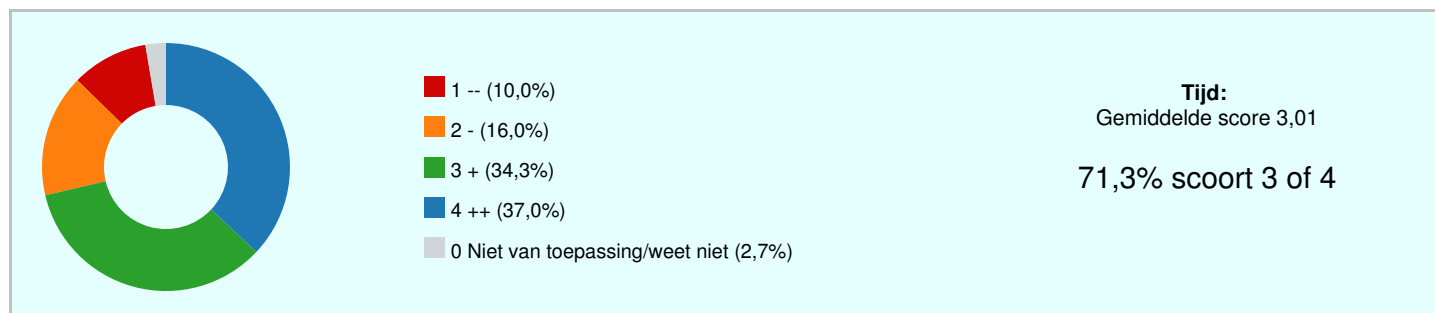 1 -- (10,0%)
2 - (16,0%)
3 + (34,3%)
4 ++ (37,0%)
0 Niet van toepassing/weet niet (2,7%)
Tijd:
Gemiddelde score 3,01
71,3% scoort 3 of 4